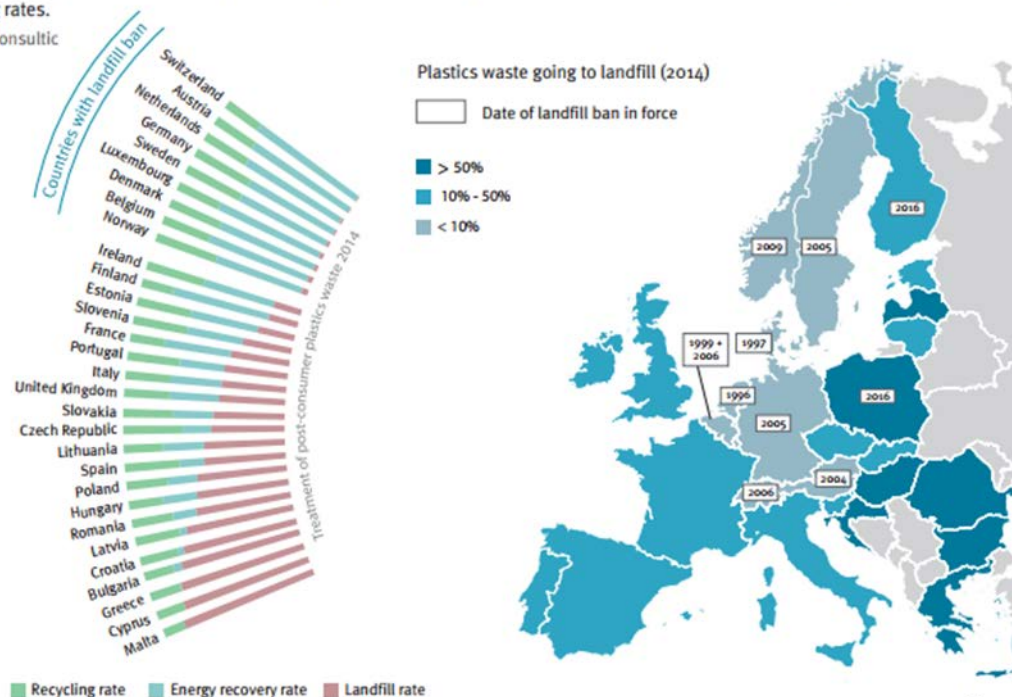 rates.
onsultic
Countries with landfill ban
Switzerland
Austria
Netherlands
Germany
Sweden
Luxembourg
Denmark
Belgium
Norway
Ireland
Finland
Estonia
Slovenia
France
Portugal
Italy
United Kingdom
Slovakia
Czech Republic
Lithuania
Spain
Poland
Hungary
Romania
Latvia
Croatia
Bulgaria
Greece
Cyprus
Malta
Treatment of post-consumer plastics waste 2014
Recycling rate
Energy recovery rate
Landfill rate
Plastics waste going to landfill (2014)
Date of landfill ban in force
> 50%
10% - 50%
< 10%
2016
2009
2005
1999 +
2006
1997
1996
2005
2016
2004
2006